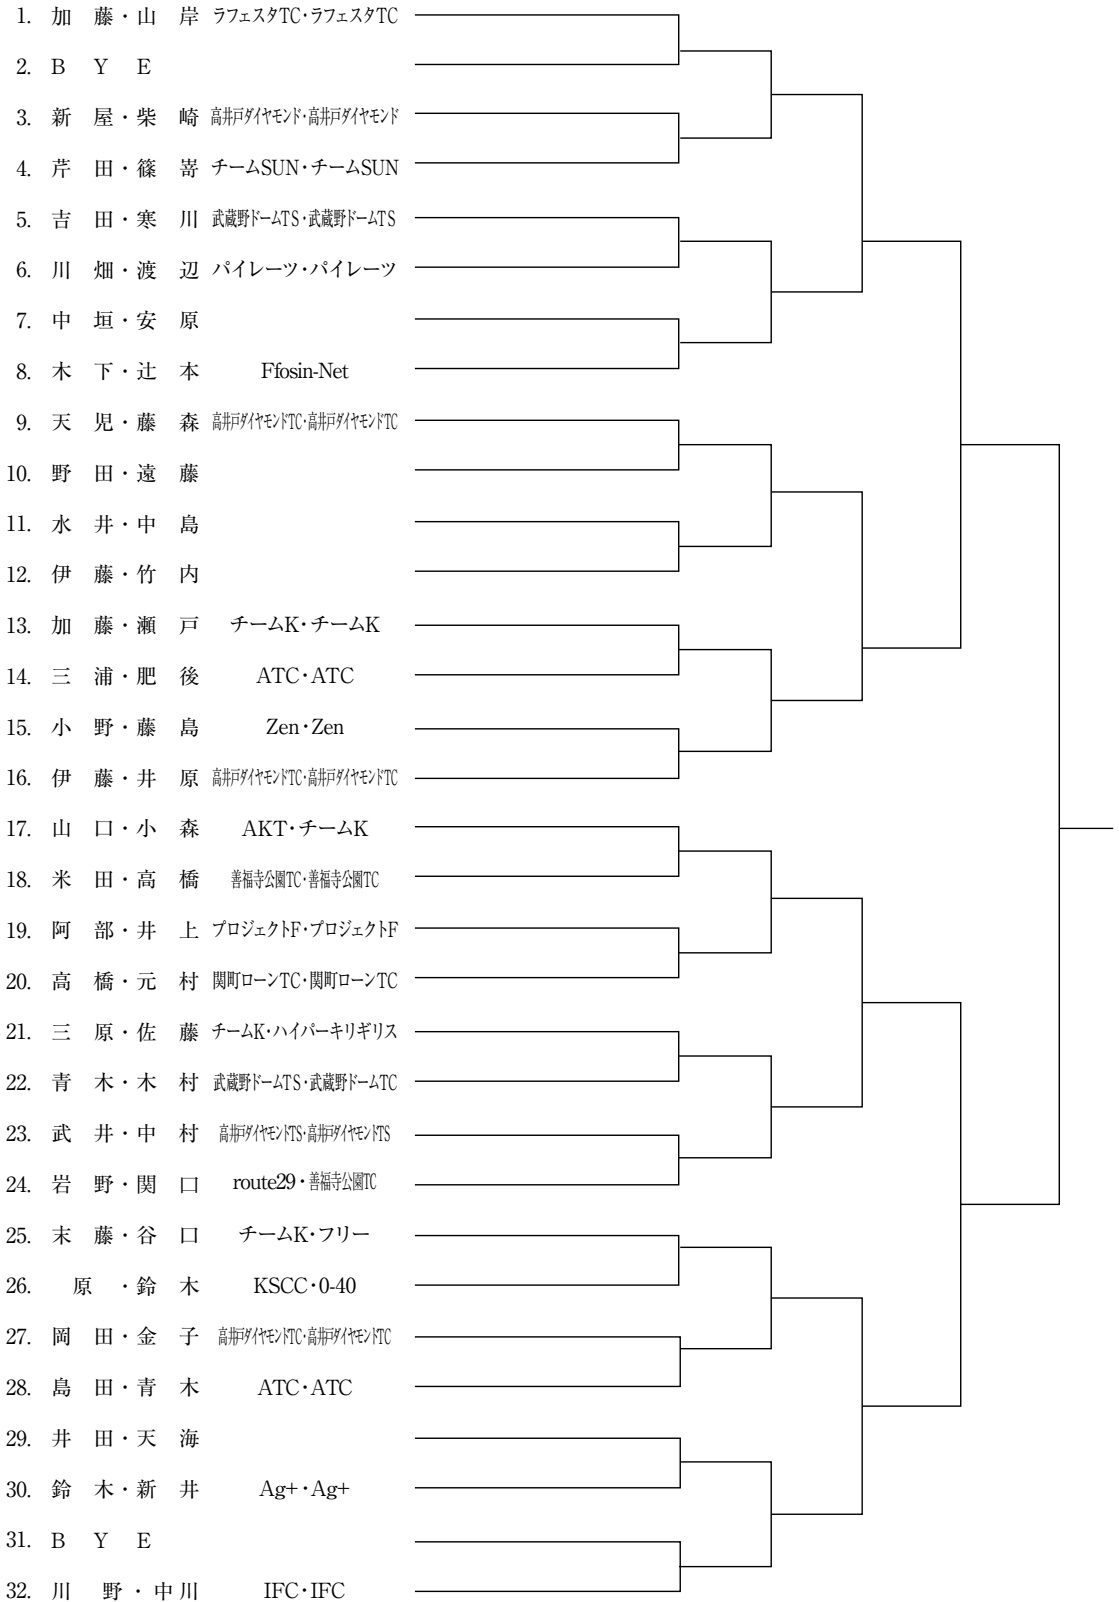 1. 加 藤・山 岸 ラフェスタTC・ラフェスタTC
2. B Y E
3. 新 屋・柴 崎 高井戸ダイヤモンド・高井戸ダイヤモンド
4. 芹 田・篠 嵜 チームSUN・チームSUN
5. 吉 田・寒 川 武蔵野ドームTS・武蔵野ドームTS
6. 川 畑・渡 辺 パイレーツ・パイレーツ
7. 中 垣・安 原
8. 木 下・辻 本 Ffosin-Net
9. 天 児・藤 森 高井戸ダイヤモンドTC・高井戸ダイヤモンドTC
10. 野 田・遠 藤
11. 水 井・中 島
12. 伊 藤・竹 内
13. 加 藤・瀬 戸 チームK・チームK
14. 三 浦・肥 後 ATC・ATC
15. 小 野・藤 島 Zen・Zen
16. 伊 藤・井 原 高井戸ダイヤモンドTC・高井戸ダイヤモンドTC
17. 山 口・小 森 AKT・チームK
18. 米 田・高 橋 善福寺公園TC・善福寺公園TC
19. 阿 部・井 上 プロジェクトF・プロジェクトF
20. 高 橋・元 村 関町ローンTC・関町ローンTC
21. 三 原・佐 藤 チームK・ハイパーキリギリス
22. 青 木・木 村 武蔵野ドームTS・武蔵野ドームTC
23. 武 井・中 村 高井戸ダイヤモンドTS・高井戸ダイヤモンドTS
24. 岩 野・関 口 route29・善福寺公園TC
25. 末 藤・谷 口 チームK・フリー
26. 原 ・鈴 木 KSCC・0-40
27. 岡 田・金 子 高井戸ダイヤモンドTC・高井戸ダイヤモンドTC
28. 島 田・青 木 ATC・ATC
29. 井 田・天 海
30. 鈴 木・新 井 Ag+・Ag+
31. B Y E
32. 川 野・中川 IFC・IFC